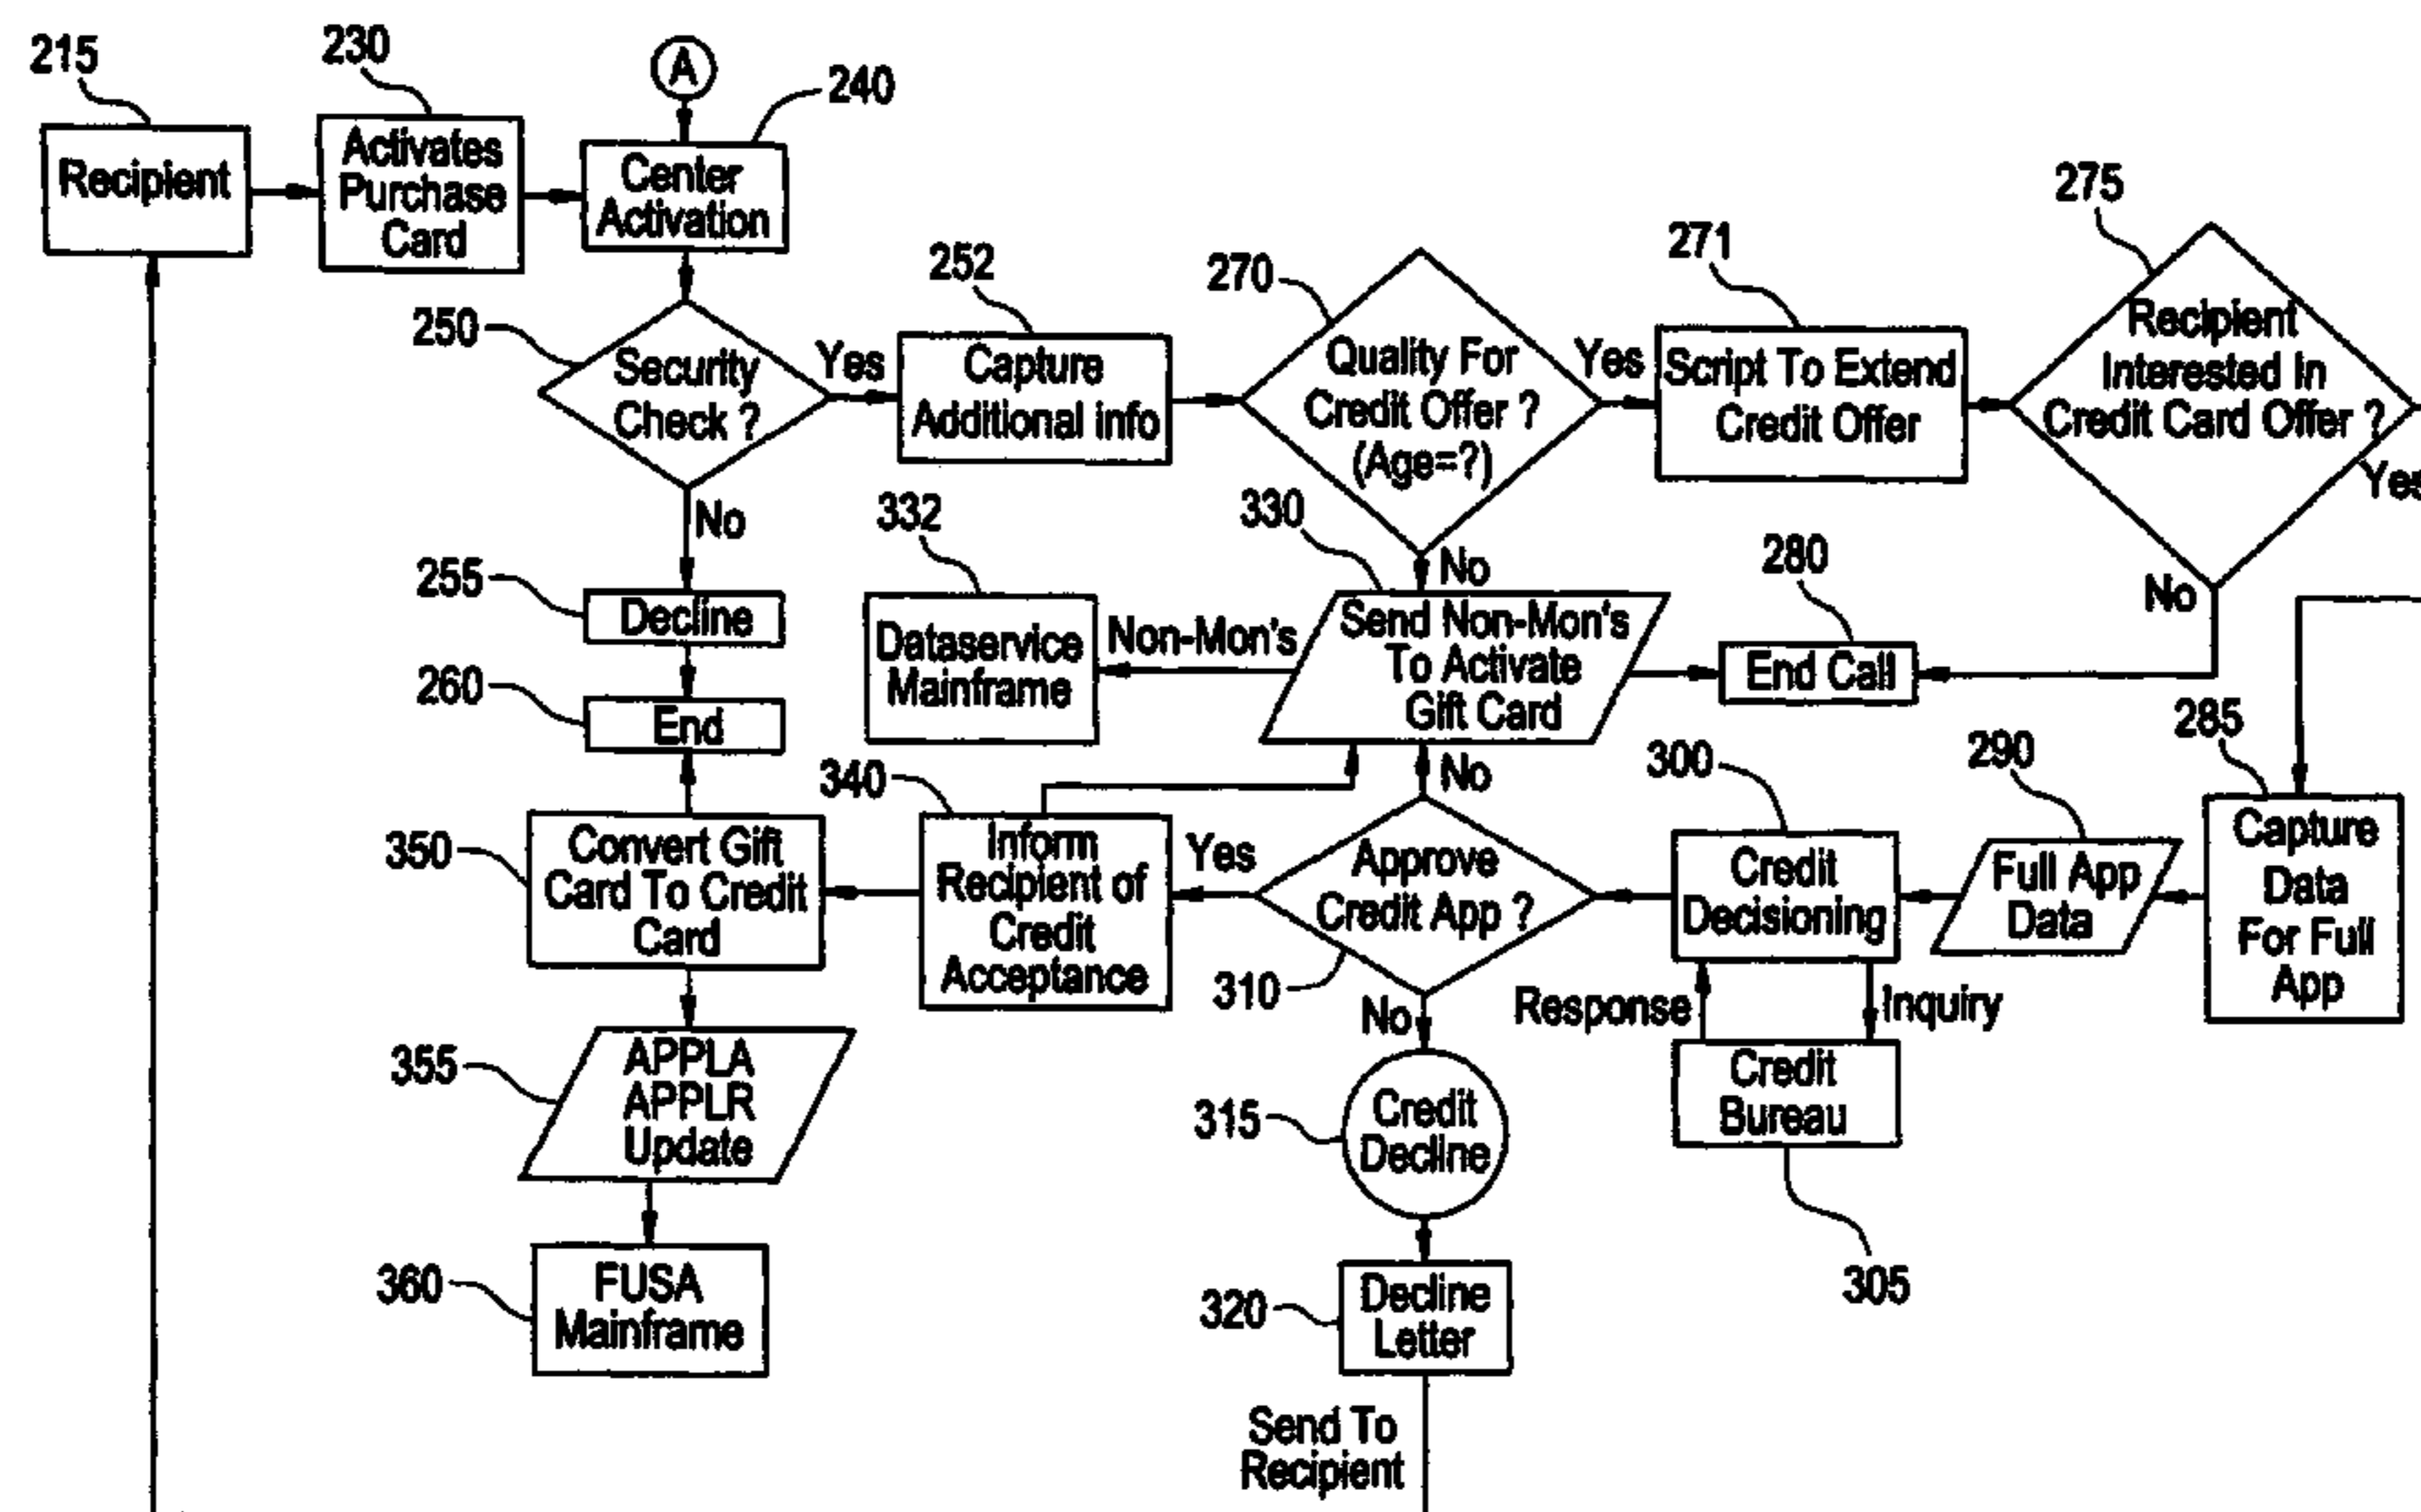 215
230
A
240
Recipient
Activates
Purchase
Card
Center
Activation
275
271
252
270
250
Security
Check ?
Yes
Capture
Additional info
Quality For
Credit Offer ?
(Age=?)
Yes
Script To Extend
Credit Offer
Recipient
Interested In
Credit Card Offer ?
Yes
No
332
330
No
280
No
255
Decline
Dataservice
Mainframe
Non-Mon's
Send Non-Mon's
To Activate
Gift Card
End Call
260
End
285
340
No
300
290
350
Convert Gift
Card To Credit
Card
Inform
Recipient of
Credit
Acceptance
Yes
Approve
Credit App ?
Credit
Decisioning
Full App
Data
Capture
Data
For Full
App
310
No
Response
Inquiry
355
APPLA
APPLR
Update
315
Credit
Decline
Credit
Bureau
305
360
FUSA
Mainframe
320
Decline
Letter
Send To
Recipient